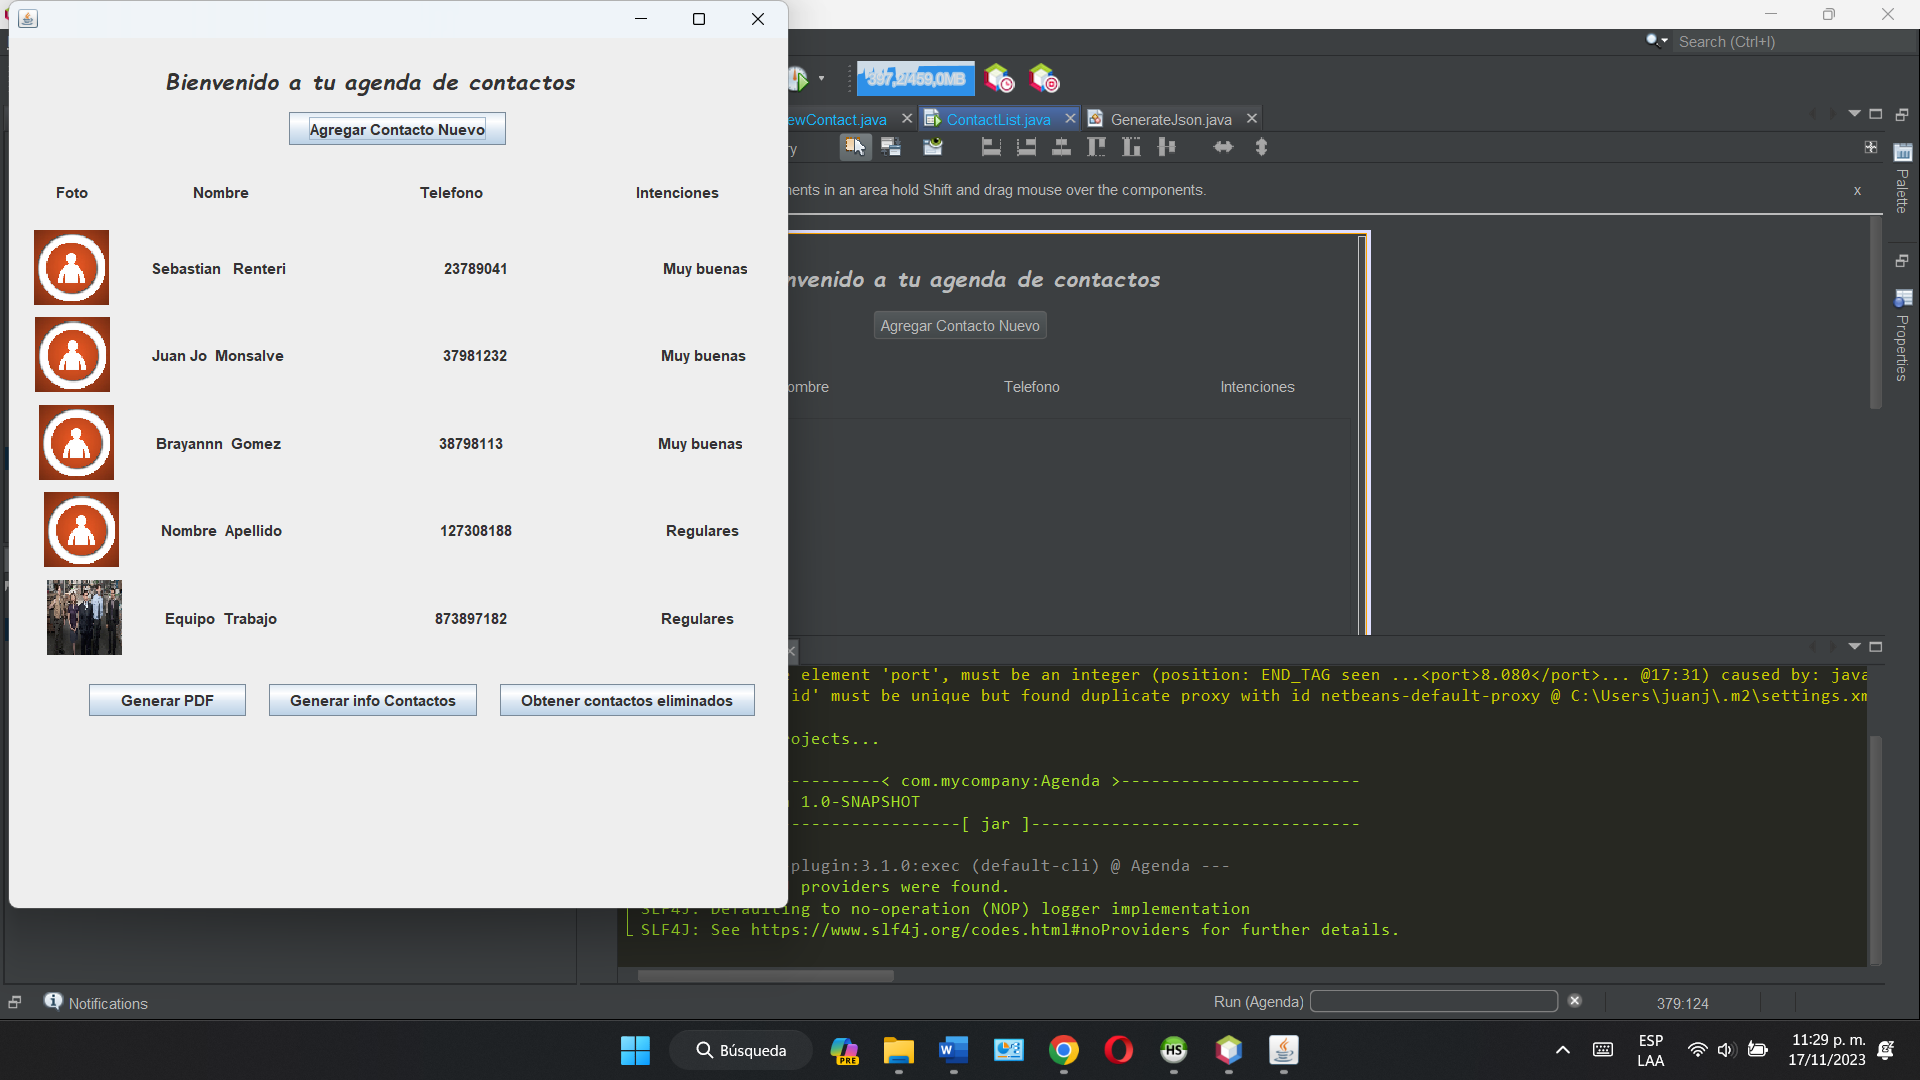 Bienvenido a tu agenda de contactos
Agregar Contacto Nuevo
Foto Nombre Telefono Intenciones
Sebastian Renteri 23789041 Muy buenas
Juan Jo Monsalve 37981232 Muy buenas
Brayannn Gomez 38798113 Muy buenas
Nombre Apellido 127308188 Regulares
Equipo Trabajo 873897182 Regulares
Generar PDF Generar info Contactos Obtener contactos eliminados
Search (Ctrl+I)
397,2/459,0MB
ewContact.java ContactList.java GenerateJson.java
ry
ents in an area hold Shift and drag mouse over the components. x
Palette
Properties
nvenido a tu agenda de contactos
Agregar Contacto Nuevo
ombre Telefono Intenciones
element 'port', must be an integer (position: END_TAG seen ...<port>8.080</port>... @17:31) caused by: java
id' must be unique but found duplicate proxy with id netbeans-default-proxy @ C:\Users\juanj\.m2\settings.xm
ojects...
---------< com.mycompany:Agenda >------------------------
1.0-SNAPSHOT
-----------------[ jar ]---------------------------------
plugin:3.1.0:exec (default-cli) @ Agenda ---
providers were found.
SLF4J: Defaulting to no-operation (NOP) logger implementation
SLF4J: See https://www.slf4j.org/codes.html#noProviders for further details.
Notifications Run (Agenda) 379:124
Búsqueda
PRE
W
HS
ESP
LAA
11:29 p. m.
17/11/2023